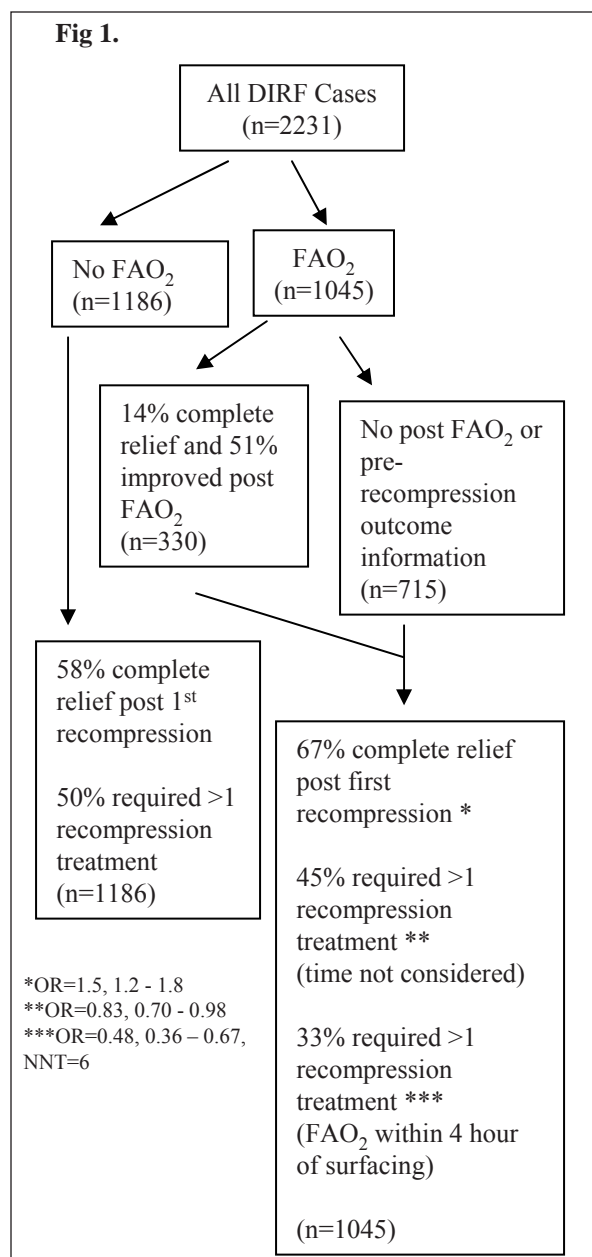 Fig 1.
All DIRF Cases
(n=2231)
No FAO₂
(n=1186)
FAO₂
(n=1045)
14% complete
relief and 51%
improved post
FAO₂
(n=330)
No post FAO₂ or
pre-
recompression
outcome
information
(n=715)
58% complete
relief post 1st
recompression
50% required >1
recompression
treatment
(n=1186)
67% complete relief
post first
recompression *
45% required >1
recompression
treatment **
(time not considered)
33% required >1
recompression
treatment ***
(FAO₂ within 4 hour
of surfacing)
(n=1045)
*OR=1.5, 1.2 - 1.8
**OR=0.83, 0.70 - 0.98
***OR=0.48, 0.36 – 0.67,
NNT=6